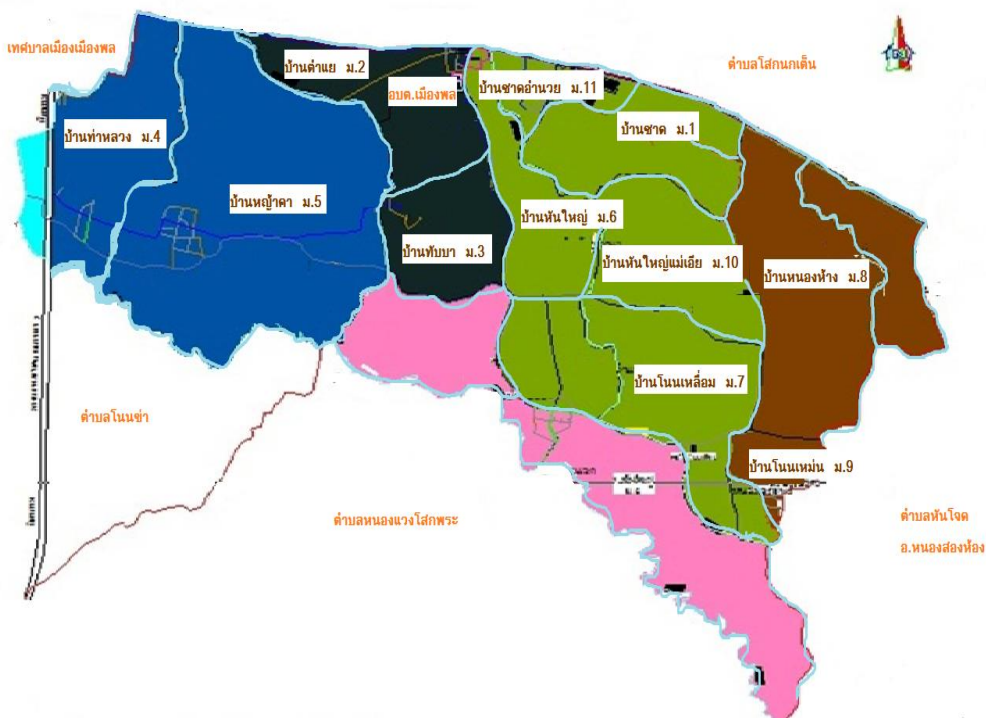 เทศบาลเมืองเมืองพล
บ้านตำแย ม.2
ตำบลโสกนกเต็น
อบต.เมืองพล
บ้านชาดอำนวย ม.11
บ้านท่าหลวง ม.4
บ้านชาด ม.1
บ้านหญ้าคา ม.5
บ้านหันใหญ่ ม.6
บ้านทับบา ม.3
บ้านหันใหญ่แม่เอีย ม.10
บ้านหนองห้าง ม.8
บ้านโนนเหลื่อม ม.7
ตำบลโนนข่า
บ้านโนนเหม่น ม.9
ตำบลหนองแวงโสกพระ
ตำบลหันโจด
อ.หนองสองห้อง